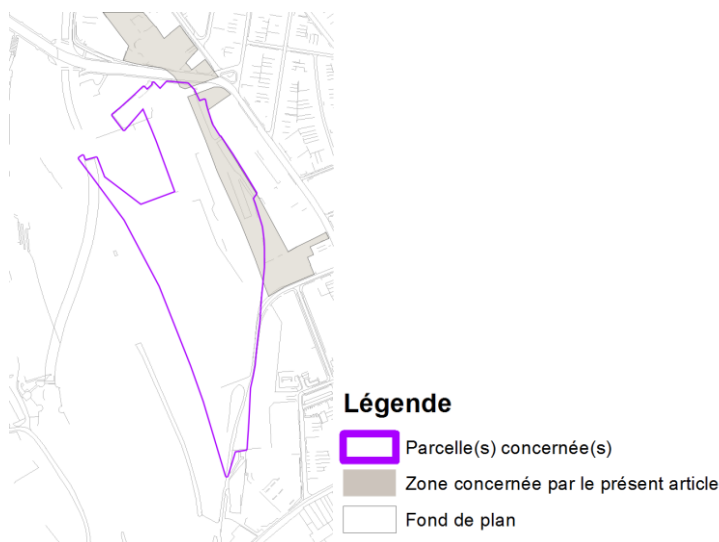 Légende
Parcelle(s) concernée(s)
Zone concernée par le présent article
Fond de plan